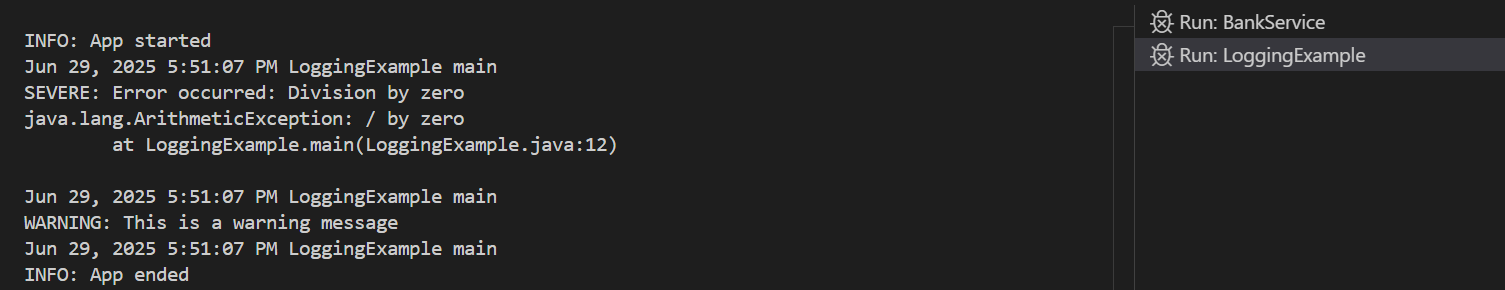 INFO: App started
Jun 29, 2025 5:51:07 PM LoggingExample main
SEVERE: Error occurred: Division by zero
java.lang.ArithmeticException: / by zero
        at LoggingExample.main(LoggingExample.java:12)
Jun 29, 2025 5:51:07 PM LoggingExample main
WARNING: This is a warning message
Jun 29, 2025 5:51:07 PM LoggingExample main
INFO: App ended
Run: BankService
Run: LoggingExample